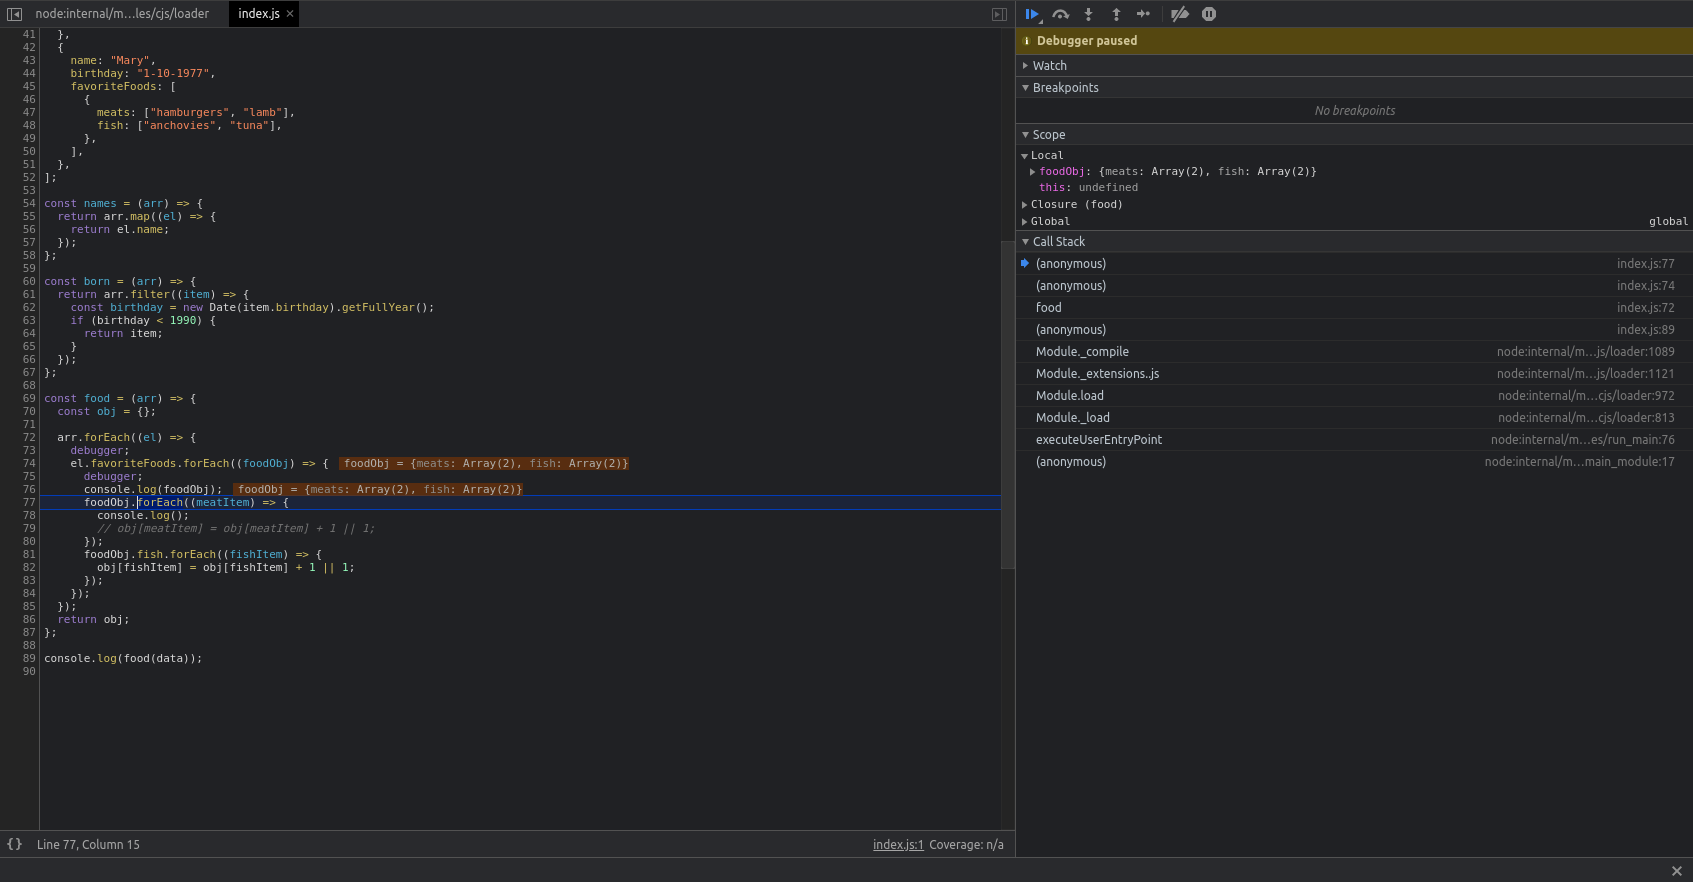 node:internal/m…les/cjs/loader index.js ×
41 },
42 {
43 name: "Mary",
44 birthday: "1-10-1977",
45 favoriteFoods: [
46 {
47 meats: ["hamburgers", "lamb"],
48 fish: ["anchovies", "tuna"],
49 },
50 ],
51 },
52 ];
53
54 const names = (arr) => {
55 return arr.map((el) => {
56 return el.name;
57 });
58 };
59
60 const born = (arr) => {
61 return arr.filter((item) => {
62 const birthday = new Date(item.birthday).getFullYear();
63 if (birthday < 1990) {
64 return item;
65 }
66 });
67 };
68
69 const food = (arr) => {
70 const obj = {};
71
72 arr.forEach((el) => {
73 debugger;
74 el.favoriteFoods.forEach((foodObj) => { foodObj = {meats: Array(2), fish: Array(2)}
75 debugger;
76 console.log(foodObj); foodObj = {meats: Array(2), fish: Array(2)}
77 foodObj.forEach((meatItem) => {
78 console.log();
79 // obj[meatItem] = obj[meatItem] + 1 || 1;
80 });
81 foodObj.fish.forEach((fishItem) => {
82 obj[fishItem] = obj[fishItem] + 1 || 1;
83 });
84 });
85 });
86 return obj;
87 };
88
89 console.log(food(data));
90
{} Line 77, Column 15 index.js:1 Coverage: n/a
Debugger paused
Watch
Breakpoints
No breakpoints
Scope
Local
foodObj: {meats: Array(2), fish: Array(2)}
this: undefined
Closure (food)
Global global
Call Stack
(anonymous) index.js:77
(anonymous) index.js:74
food index.js:72
(anonymous) index.js:89
Module._compile node:internal/m…js/loader:1089
Module._extensions..js node:internal/m…js/loader:1121
Module.load node:internal/m…cjs/loader:972
Module._load node:internal/m…cjs/loader:813
executeUserEntryPoint node:internal/m…es/run_main:76
(anonymous) node:internal/m…main_module:17